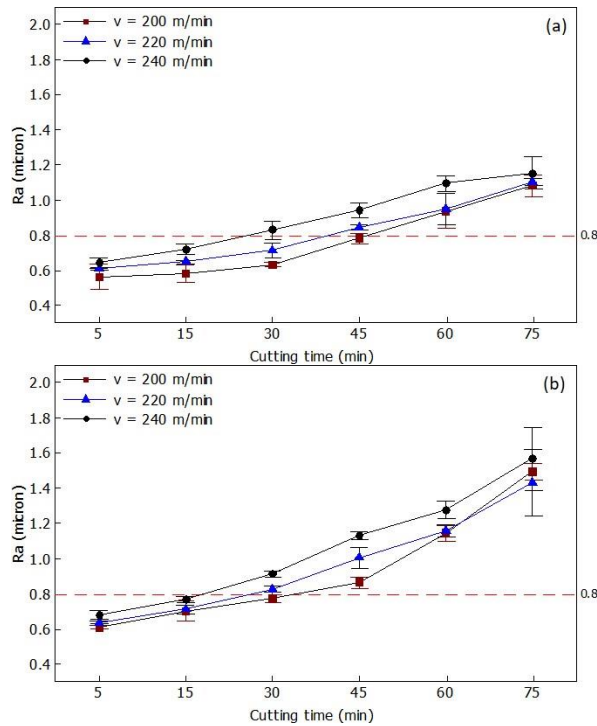 2.0
1.8
1.6
1.4
1.2
1.0
0.8
0.6
0.4
Ra (micron)
v = 200 m/min
v = 220 m/min
v = 240 m/min
(a)
0.8
5 15 30 45 60 75
Cutting time (min)
2.0
1.8
1.6
1.4
1.2
1.0
0.8
0.6
0.4
Ra (micron)
v = 200 m/min
v = 220 m/min
v = 240 m/min
(b)
0.8
5 15 30 45 60 75
Cutting time (min)